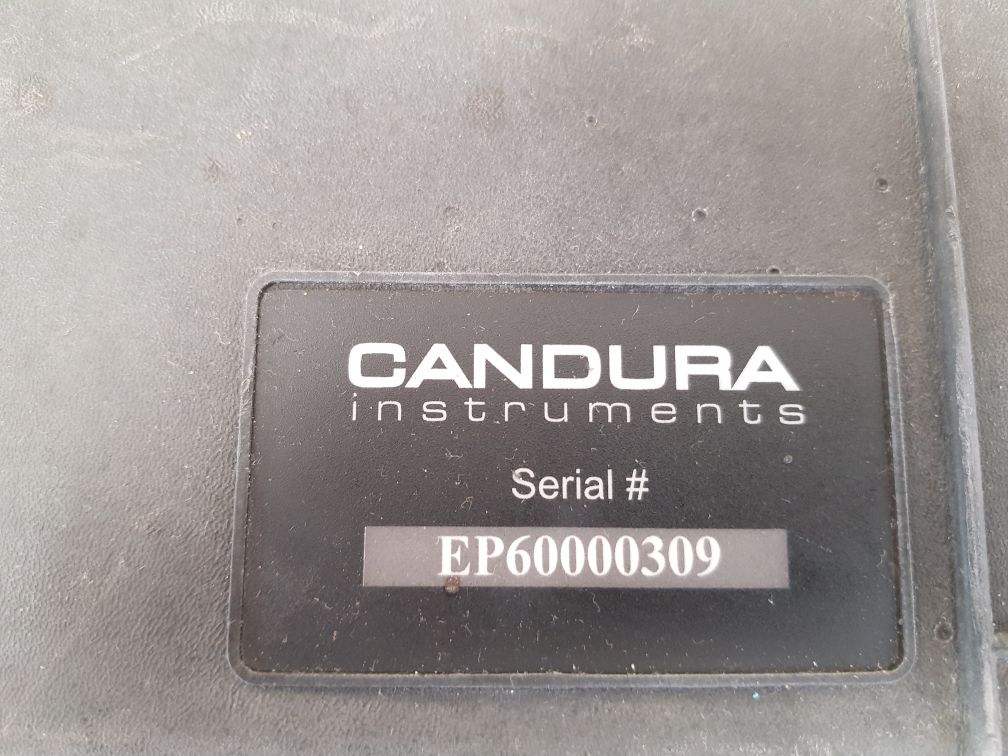 CANDURA
instruments
Serial #
EP60000309